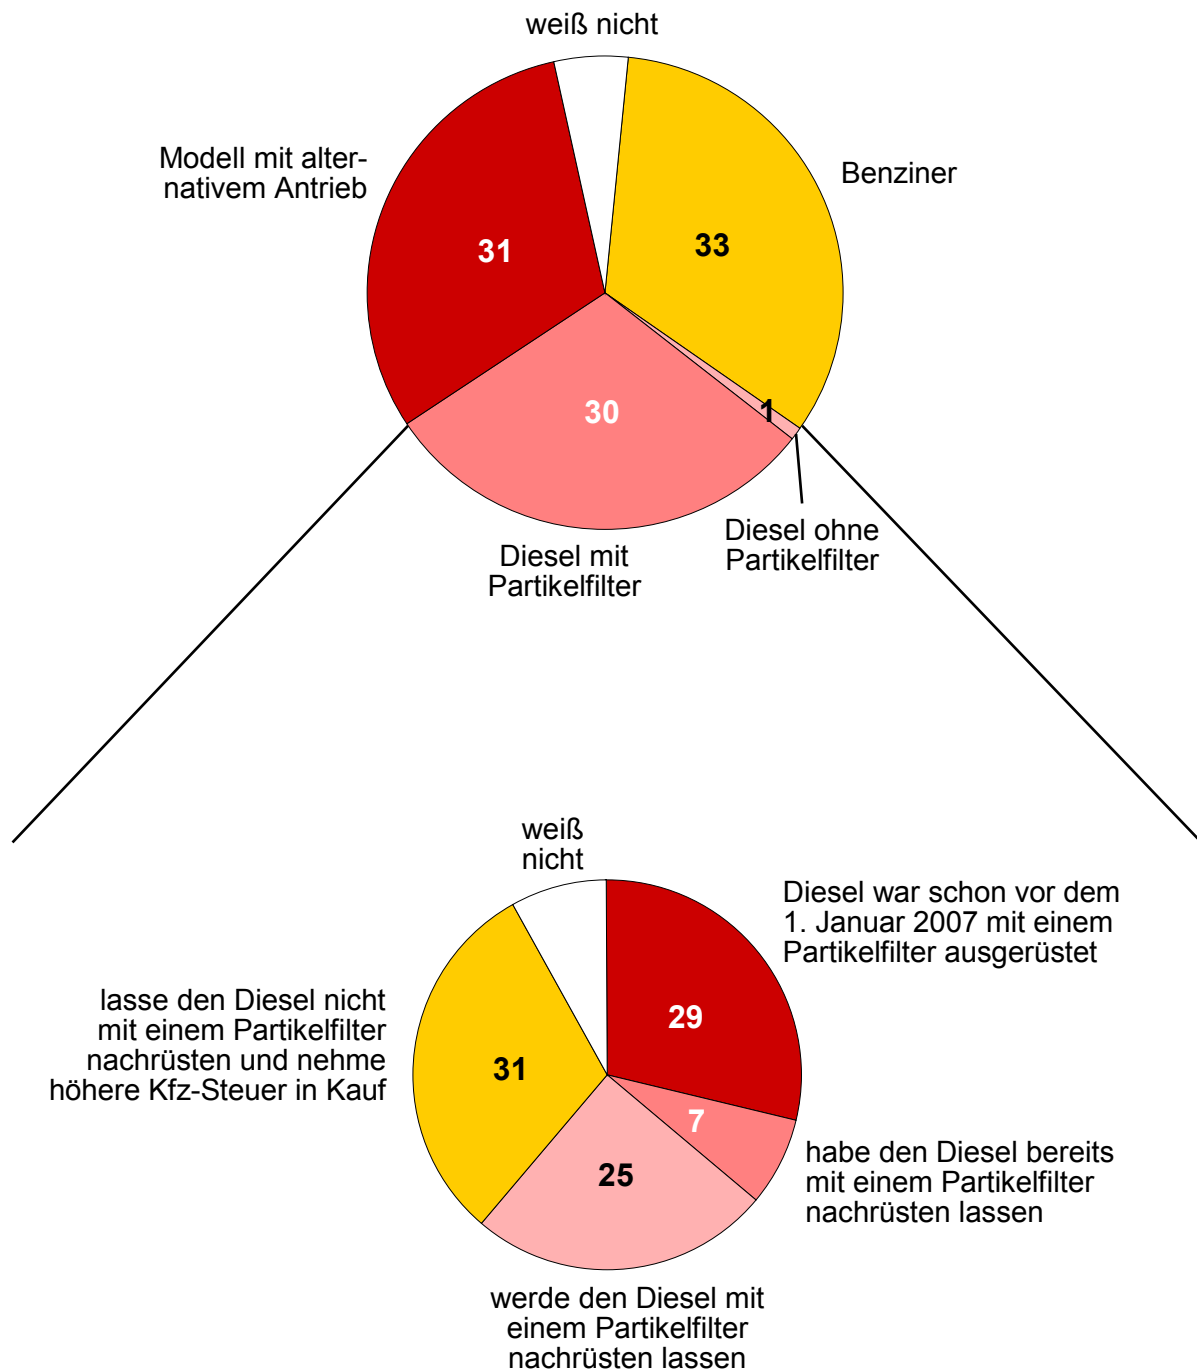 weiß nicht
Modell mit alter-
nativem Antrieb
Benziner
31
33
30
1
Diesel mit
Partikelfilter
Diesel ohne
Partikelfilter
weiß
nicht
Diesel war schon vor dem
1. Januar 2007 mit einem
Partikelfilter ausgerüstet
lasse den Diesel nicht
mit einem Partikelfilter
nachrüsten und nehme
höhere Kfz-Steuer in Kauf
29
31
7
25
habe den Diesel bereits
mit einem Partikelfilter
nachrüsten lassen
werde den Diesel mit
einem Partikelfilter
nachrüsten lassen